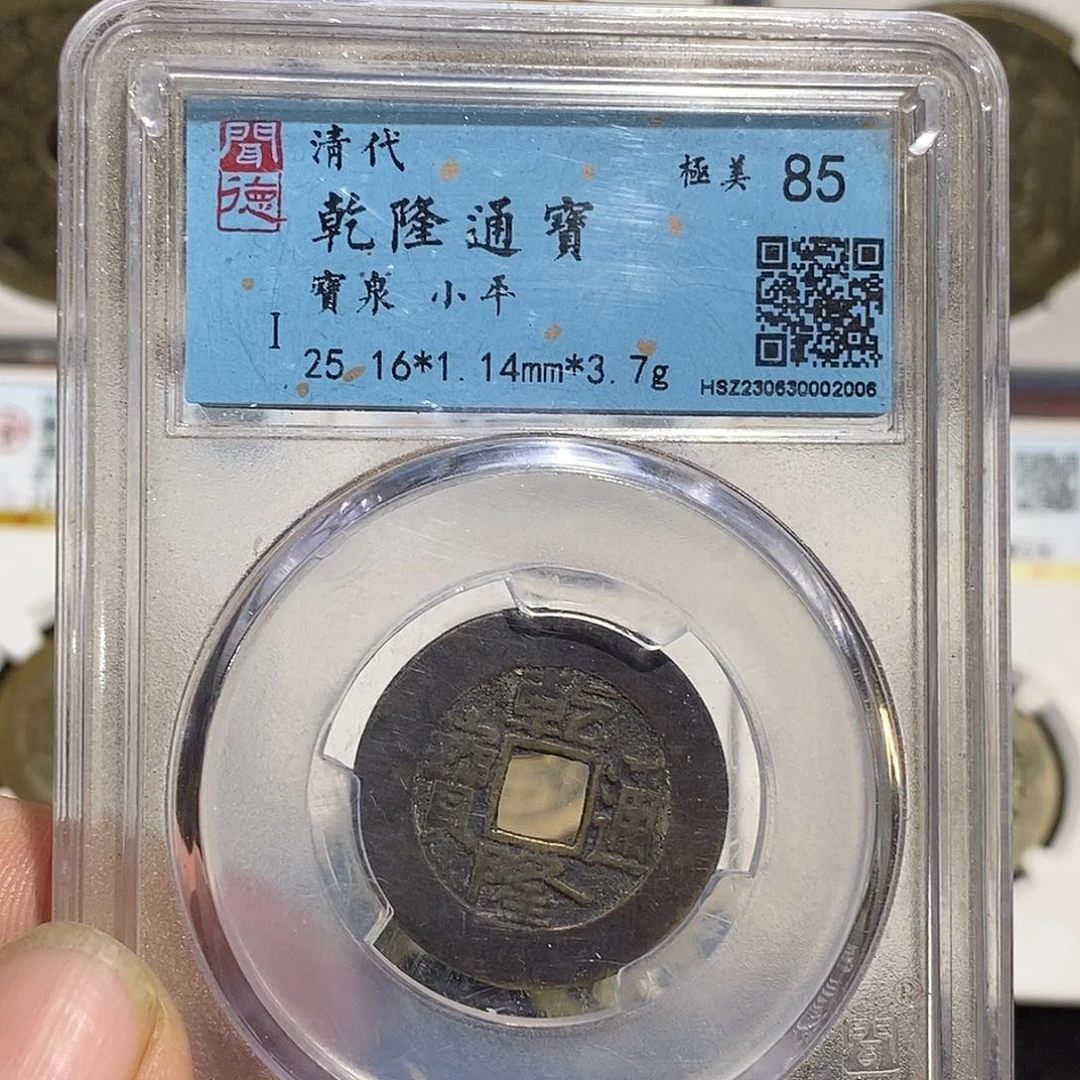 聞德
清代
極美 85
乾隆通寶
寶泉 小平
I
25.16*1.14mm*3.7g
HSZ230630002006
乾隆通寶
®